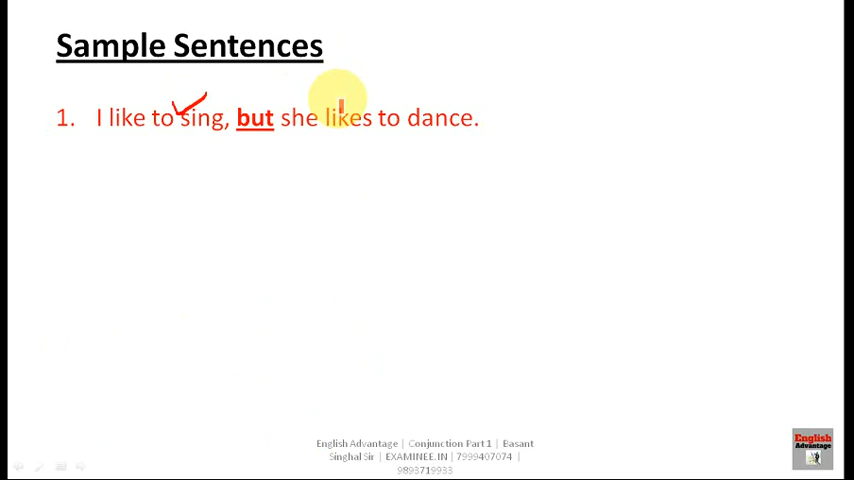 Sample Sentences
1. I like to sing, but she likes to dance.
English Advantage | Conjunction Part 1 | Basant
Singhal Sir | EXAMINEE.IN | 7999407074 |
9893719933
English
Advantage